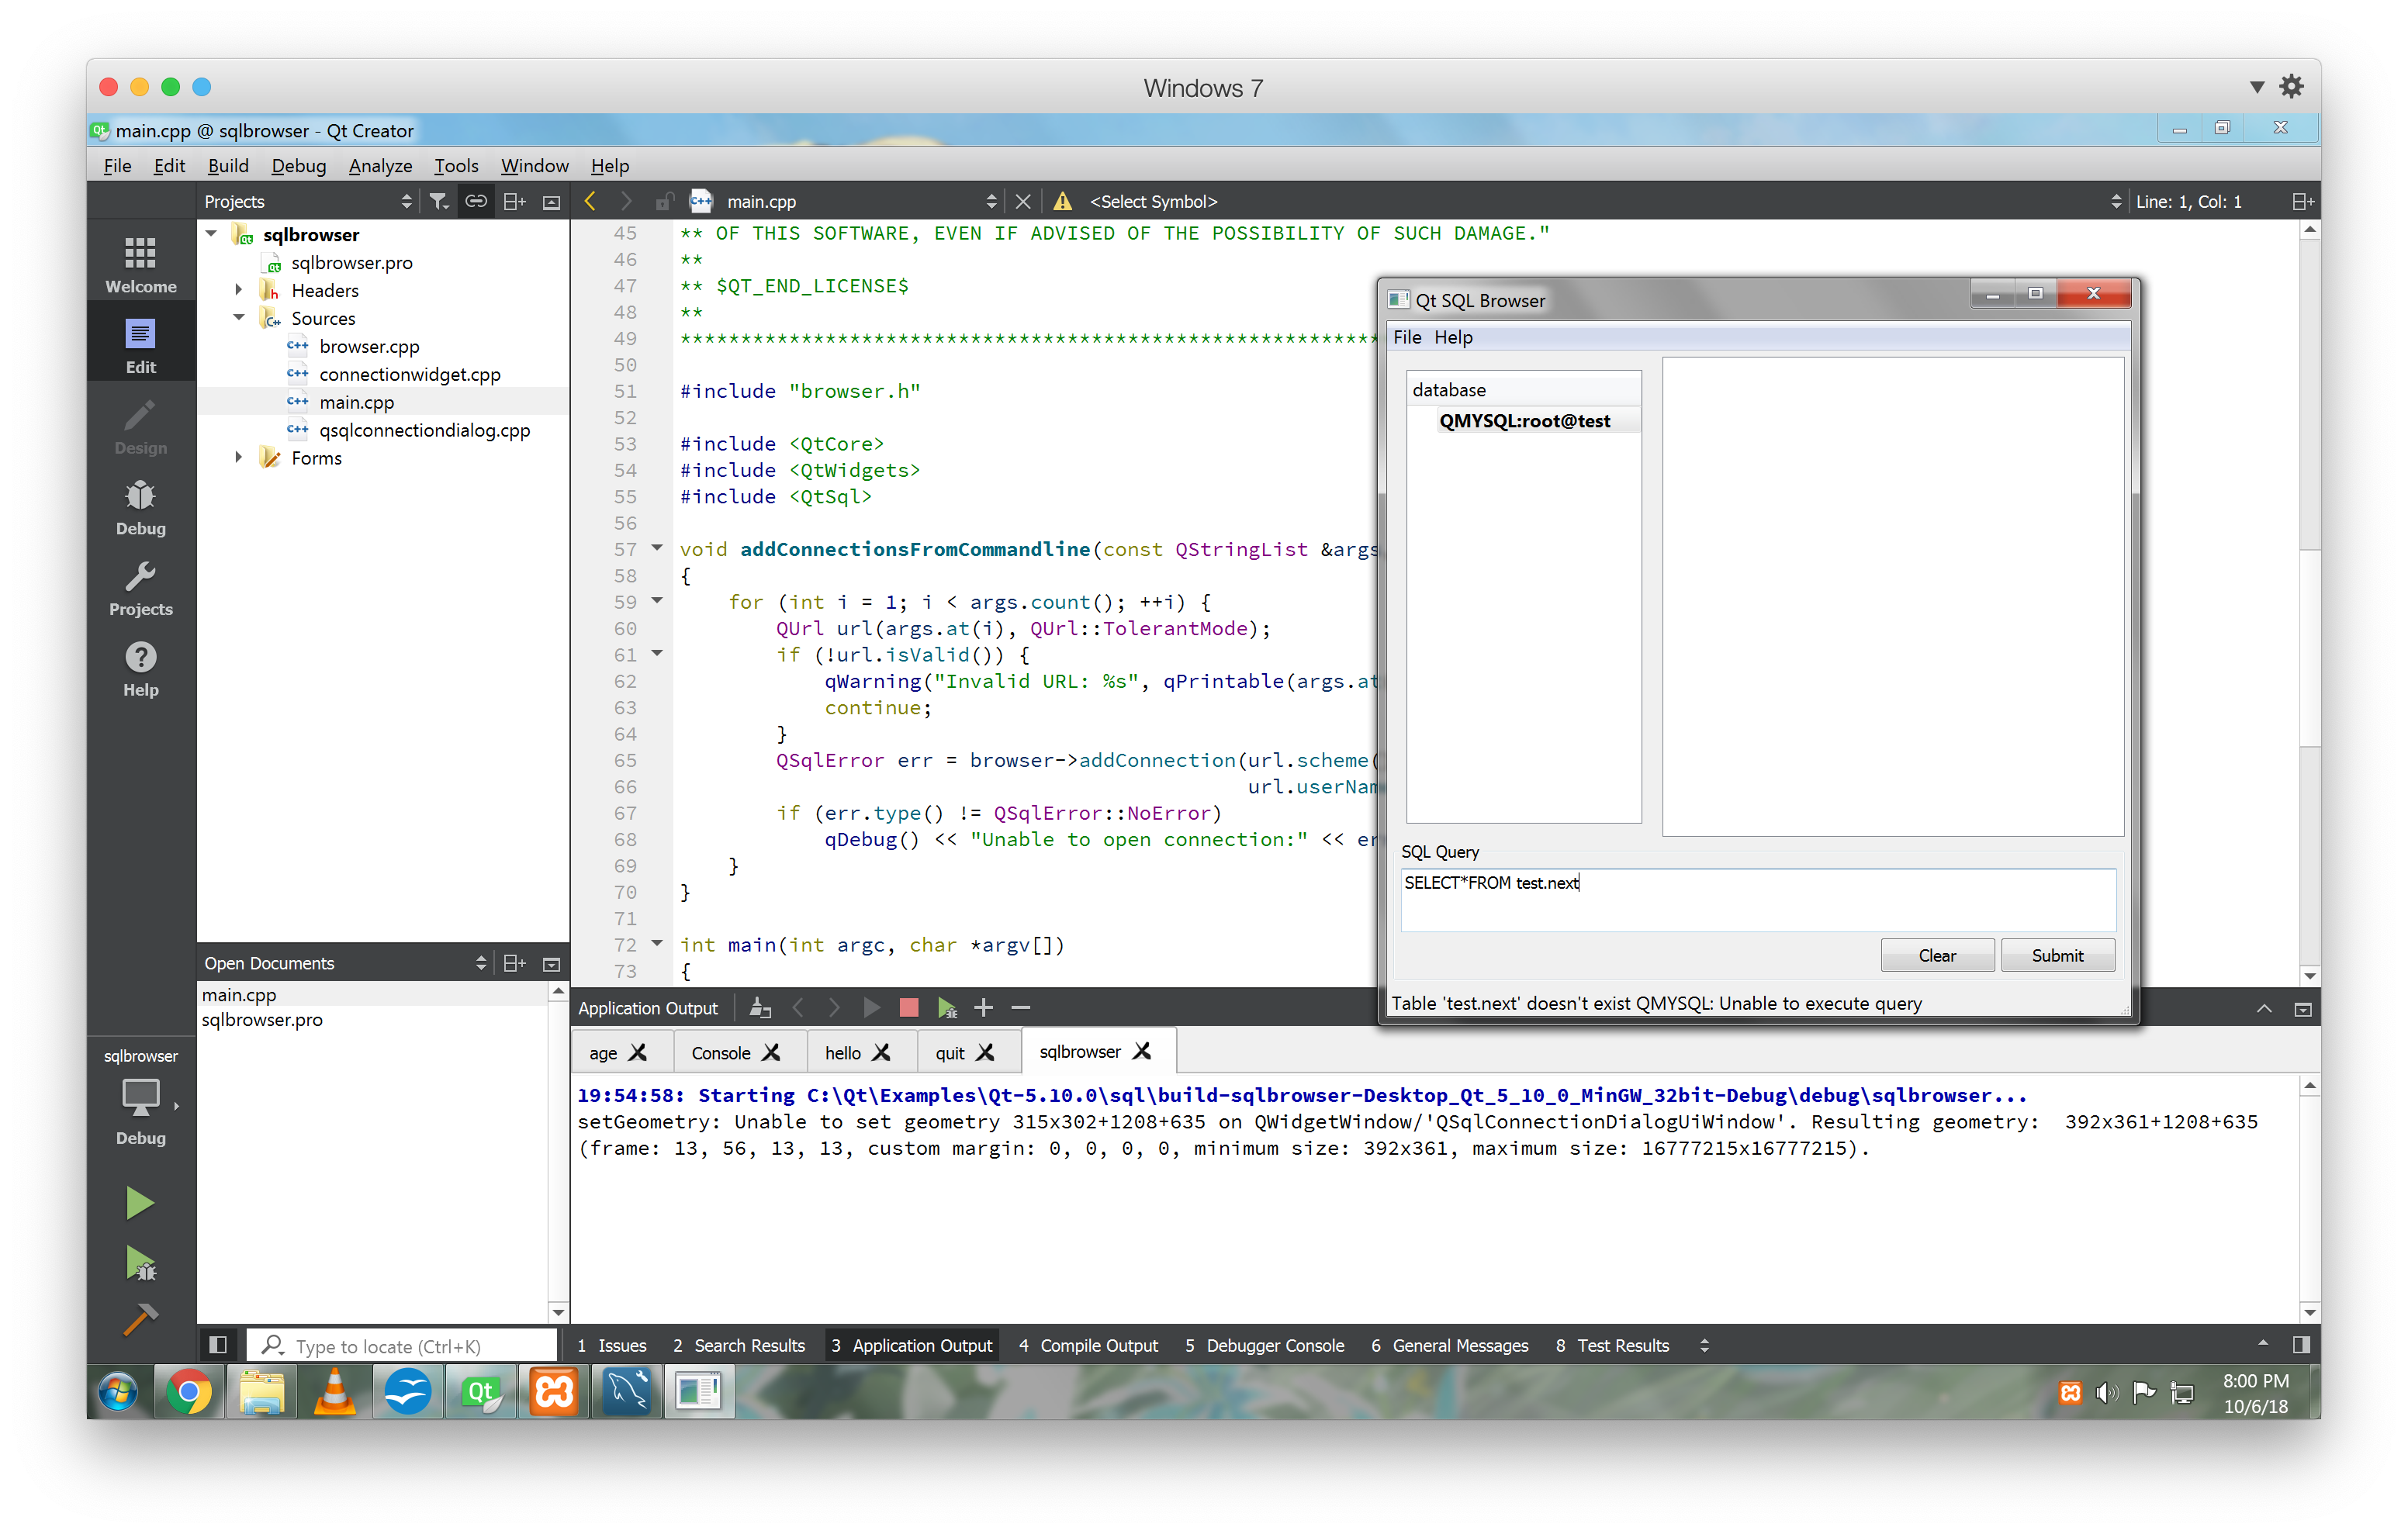 Windows 7
main.cpp @ sqlbrowser - Qt Creator
File Edit Build Debug Analyze Tools Window Help
Projects
main.cpp
<Select Symbol>
Line: 1, Col: 1
Welcome
Edit
Design
Debug
Projects
Help
sqlbrowser
sqlbrowser.pro
Headers
Sources
browser.cpp
connectionwidget.cpp
main.cpp
qsqlconnectiondialog.cpp
Forms
45 ** OF THIS SOFTWARE, EVEN IF ADVISED OF THE POSSIBILITY OF SUCH DAMAGE."
46 **
47 ** $QT_END_LICENSE$
48 **
49 **********************************************************
50
51 #include "browser.h"
52
53 #include <QtCore>
54 #include <QtWidgets>
55 #include <QtSql>
56
57 void addConnectionsFromCommandline(const QStringList &args
58 {
59 for (int i = 1; i < args.count(); ++i) {
60 QUrl url(args.at(i), QUrl::TolerantMode);
61 if (!url.isValid()) {
62 qWarning("Invalid URL: %s", qPrintable(args.at
63 continue;
64 }
65 QSqlError err = browser->addConnection(url.scheme(
66 url.userNam
67 if (err.type() != QSqlError::NoError)
68 qDebug() << "Unable to open connection:" << er
69 }
70 }
71
72 int main(int argc, char *argv[])
73 {
Qt SQL Browser
File Help
database
QMYSQL:root@test
SQL Query
SELECT*FROM test.next
Clear Submit
Table 'test.next' doesn't exist QMYSQL: Unable to execute query
Open Documents
main.cpp
sqlbrowser.pro
sqlbrowser
Debug
Application Output
age Console hello quit sqlbrowser
19:54:58: Starting C:\Qt\Examples\Qt-5.10.0\sql\build-sqlbrowser-Desktop_Qt_5_10_0_MinGW_32bit-Debug\debug\sqlbrowser...
setGeometry: Unable to set geometry 315x302+1208+635 on QWidgetWindow/'QSqlConnectionDialogUiWindow'. Resulting geometry: 392x361+1208+635
(frame: 13, 56, 13, 13, custom margin: 0, 0, 0, 0, minimum size: 392x361, maximum size: 16777215x16777215).
Type to locate (Ctrl+K)
1 Issues 2 Search Results 3 Application Output 4 Compile Output 5 Debugger Console 6 General Messages 8 Test Results
Qt
8:00 PM
10/6/18